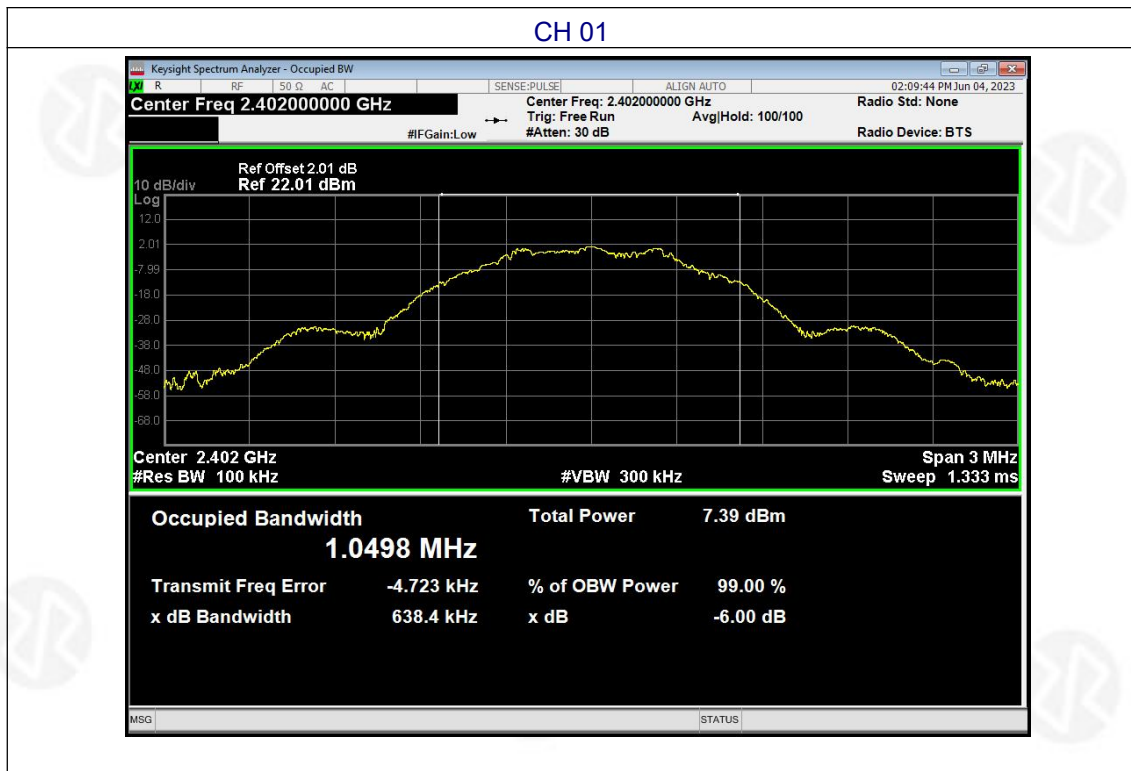 CH 01
Keysight Spectrum Analyzer - Occupied BW
LXI R RF 50 Ω AC SENSE:PULSE ALIGN AUTO 02:09:44 PM Jun 04, 2023
Center Freq 2.402000000 GHz Center Freq: 2.402000000 GHz Radio Std: None
Trig: Free Run Avg|Hold: 100/100
#IFGain:Low #Atten: 30 dB Radio Device: BTS
Ref Offset 2.01 dB
10 dB/div Ref 22.01 dBm
Log
12.0
2.01
-7.99
-18.0
-28.0
-38.0
-48.0
-58.0
-68.0
Center 2.402 GHz Span 3 MHz
#Res BW 100 kHz #VBW 300 kHz Sweep 1.333 ms
Occupied Bandwidth Total Power 7.39 dBm
1.0498 MHz
Transmit Freq Error -4.723 kHz % of OBW Power 99.00 %
x dB Bandwidth 638.4 kHz x dB -6.00 dB
MSG STATUS